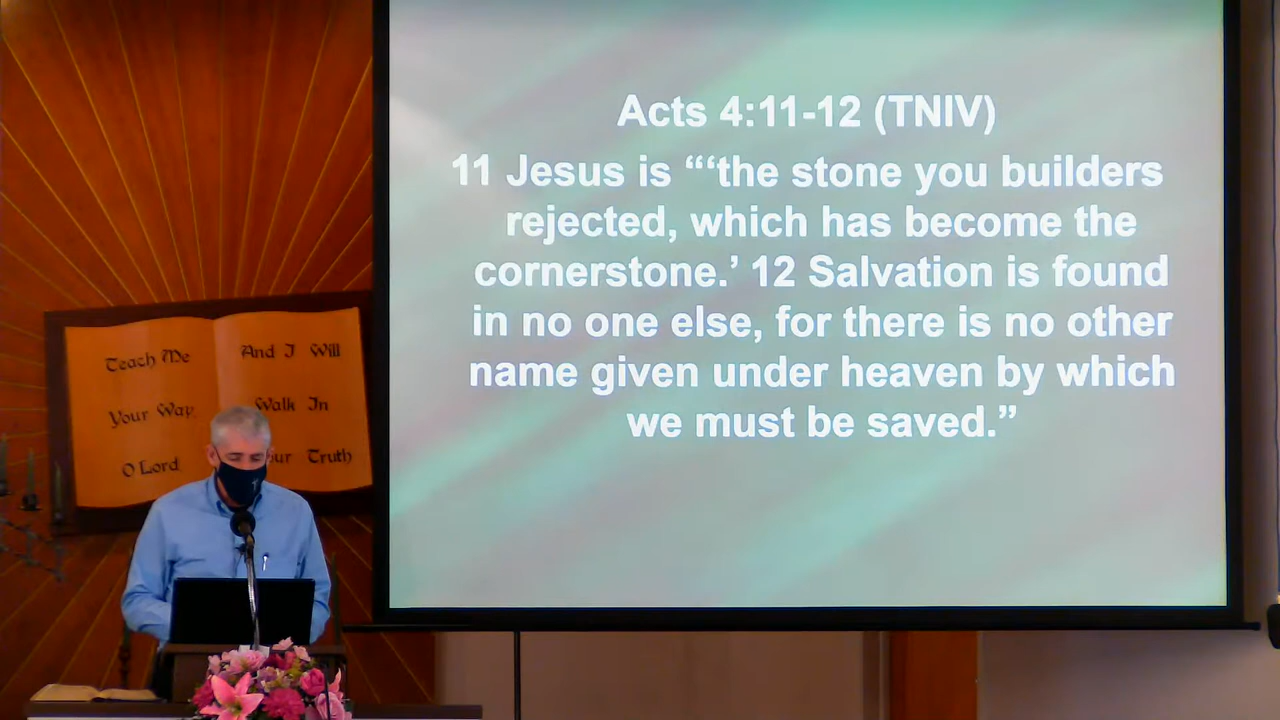 Acts 4:11-12 (TNIV)
11 Jesus is “‘the stone you builders
rejected, which has become the
cornerstone.’ 12 Salvation is found
in no one else, for there is no other
name given under heaven by which
we must be saved.”
Teach Me
Your Way
O Lord
And I Will
Walk In
Truth